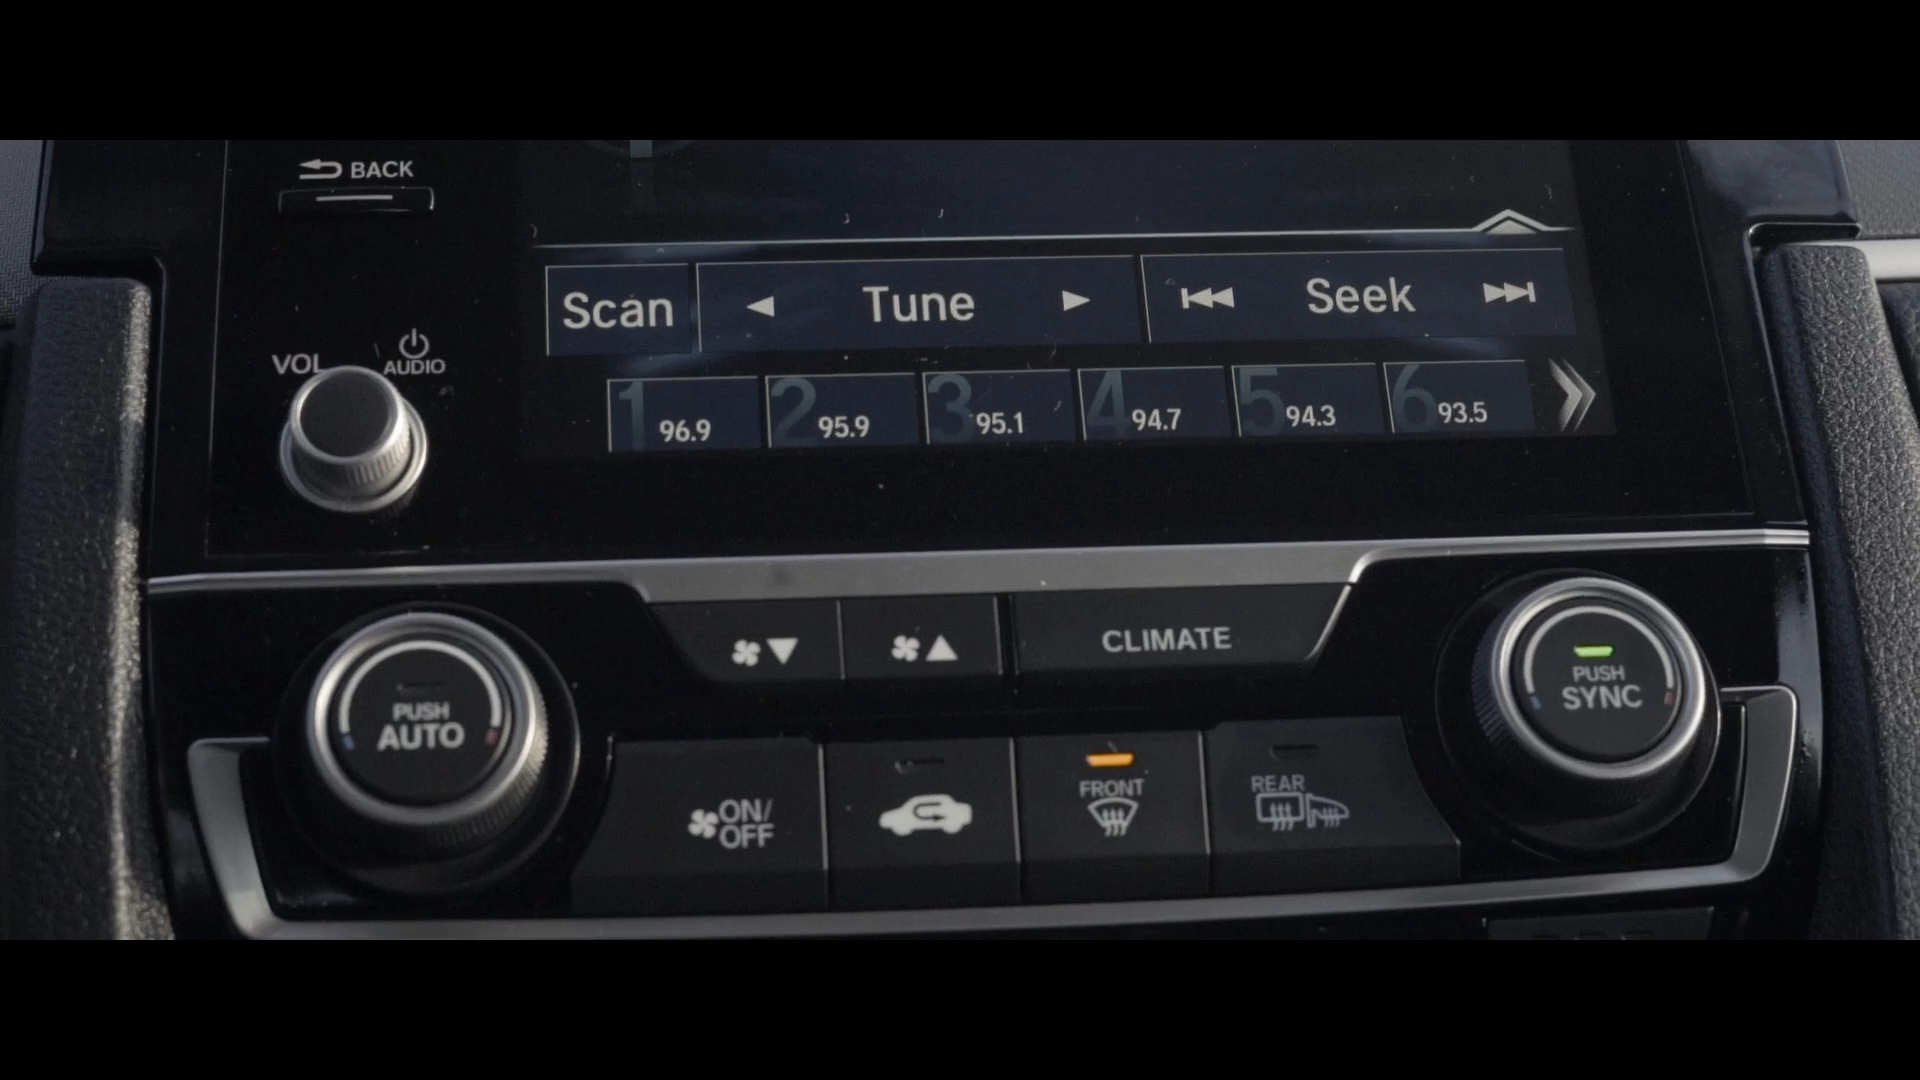 BACK
Scan Tune Seek
VOL AUDIO
1 96.9 2 95.9 3 95.1 4 94.7 5 94.3 6 93.5
CLIMATE
PUSH
AUTO
PUSH
SYNC
ON/
OFF
FRONT
REAR